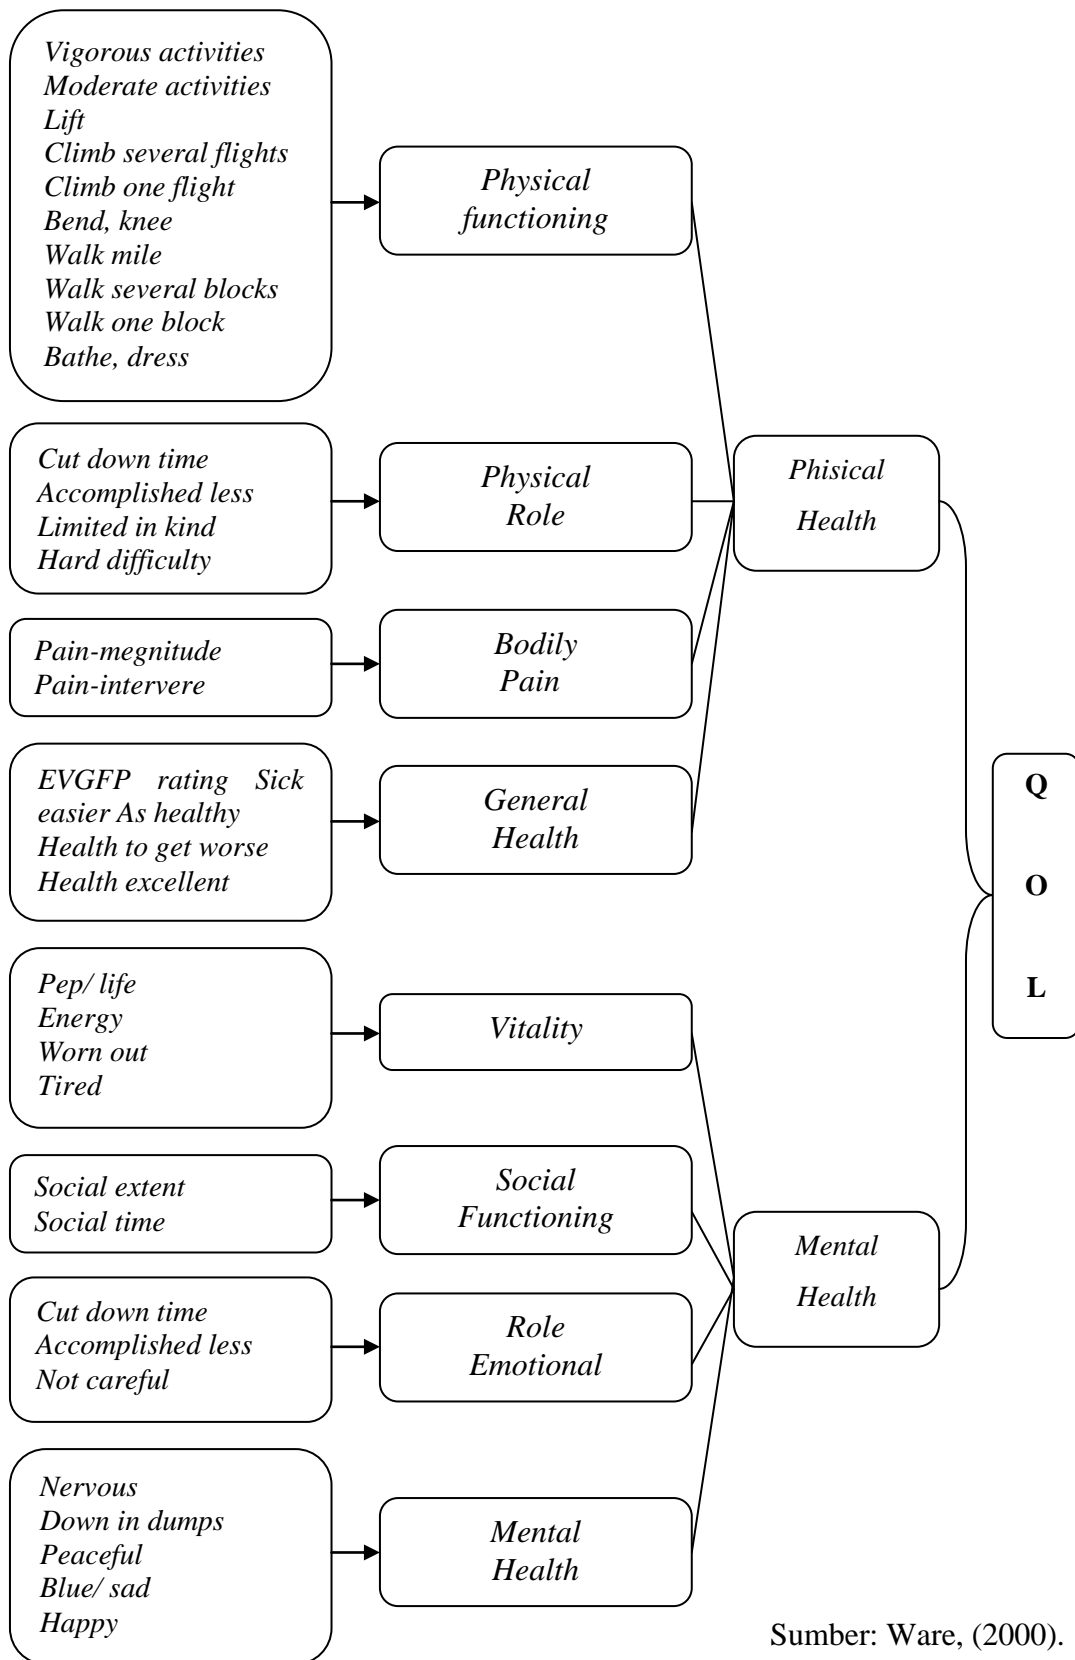 Vigorous activities
Moderate activities
Lift
Climb several flights
Climb one flight
Bend, knee
Walk mile
Walk several blocks
Walk one block
Bathe, dress
Physical
functioning
Cut down time
Accomplished less
Limited in kind
Hard difficulty
Physical
Role
Phisical
Health
Pain-megnitude
Pain-intervere
Bodily
Pain
EVGFP rating Sick
easier As healthy
Health to get worse
Health excellent
General
Health
Q
O
L
Pep/ life
Energy
Worn out
Tired
Vitality
Social extent
Social time
Social
Functioning
Mental
Health
Cut down time
Accomplished less
Not careful
Role
Emotional
Nervous
Down in dumps
Peaceful
Blue/ sad
Happy
Mental
Health
Sumber: Ware, (2000).